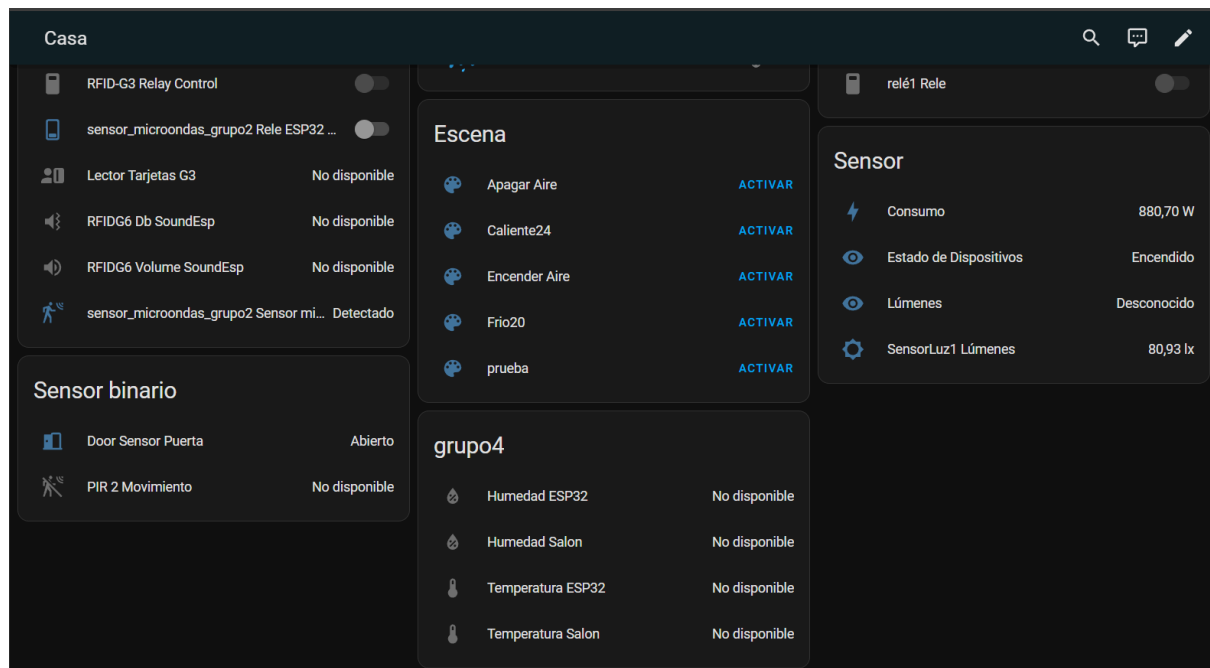 Casa
RFID-G3 Relay Control
sensor_microondas_grupo2 Rele ESP32 ...
Lector Tarjetas G3 No disponible
RFIDG6 Db SoundEsp No disponible
RFIDG6 Volume SoundEsp No disponible
sensor_microondas_grupo2 Sensor mi... Detectado
Sensor binario
Door Sensor Puerta Abierto
PIR 2 Movimiento No disponible
Escena
Apagar Aire ACTIVAR
Caliente24 ACTIVAR
Encender Aire ACTIVAR
Frio20 ACTIVAR
prueba ACTIVAR
grupo4
Humedad ESP32 No disponible
Humedad Salon No disponible
Temperatura ESP32 No disponible
Temperatura Salon No disponible
relé1 Rele
Sensor
Consumo 880,70 W
Estado de Dispositivos Encendido
Lúmenes Desconocido
SensorLuz1 Lúmenes 80,93 lx